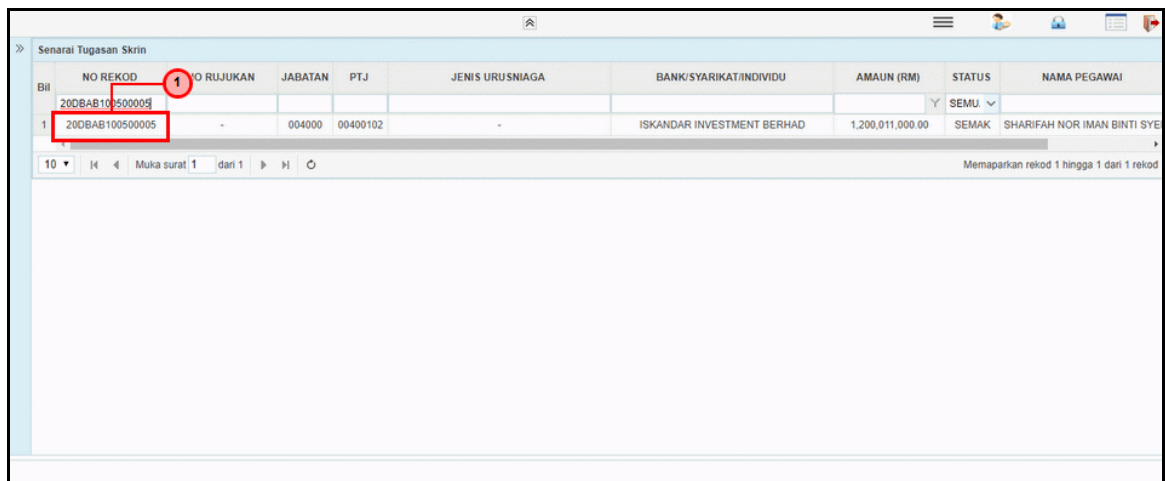 Senarai Tugasan Skrin
Bil NO REKOD 1 O RUJUKAN JABATAN PTJ JENIS URUSNIAGA BANK/SYARIKAT/INDIVIDU AMAUN (RM) STATUS NAMA PEGAWAI
20DBAB100500005 SEMU.
1 20DBAB100500005 - 004000 00400102 - ISKANDAR INVESTMENT BERHAD 1,200,011,000.00 SEMAK SHARIFAH NOR IMAN BINTI SYE
10 Muka surat 1 dari 1 Memaparkan rekod 1 hingga 1 dari 1 rekod